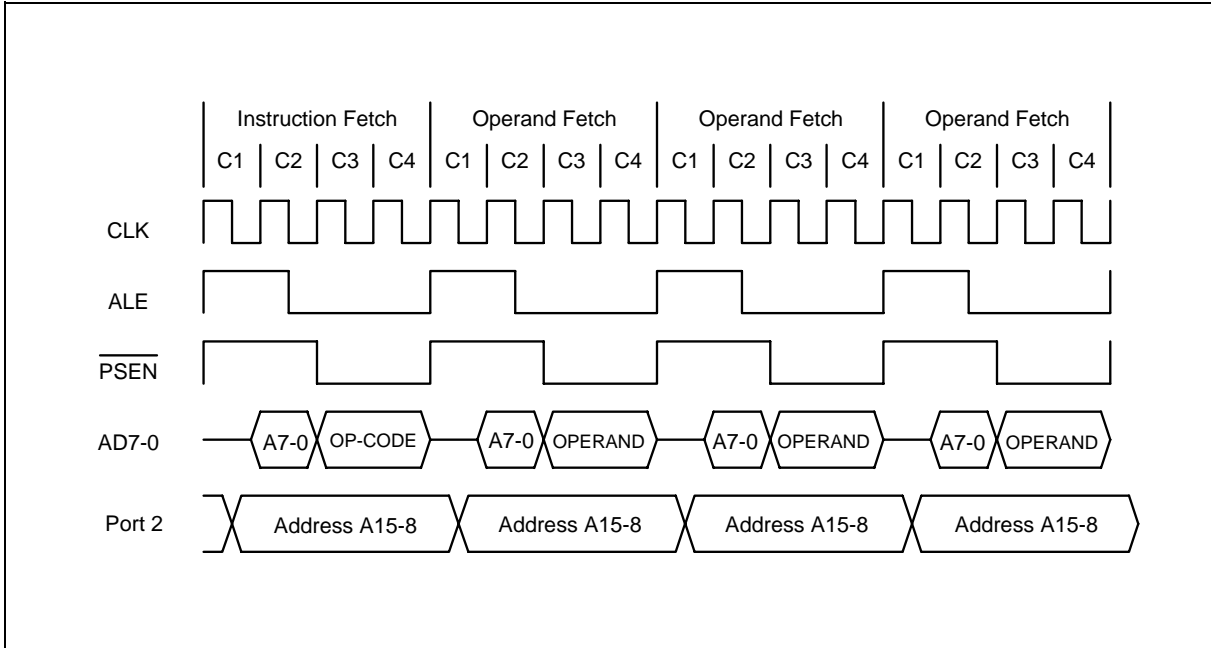 Instruction Fetch Operand Fetch Operand Fetch Operand Fetch
C1 C2 C3 C4 C1 C2 C3 C4 C1 C2 C3 C4 C1 C2 C3 C4
CLK
ALE
PSEN
AD7-0 A7-0 OP-CODE A7-0 OPERAND A7-0 OPERAND A7-0 OPERAND
Port 2 Address A15-8 Address A15-8 Address A15-8 Address A15-8